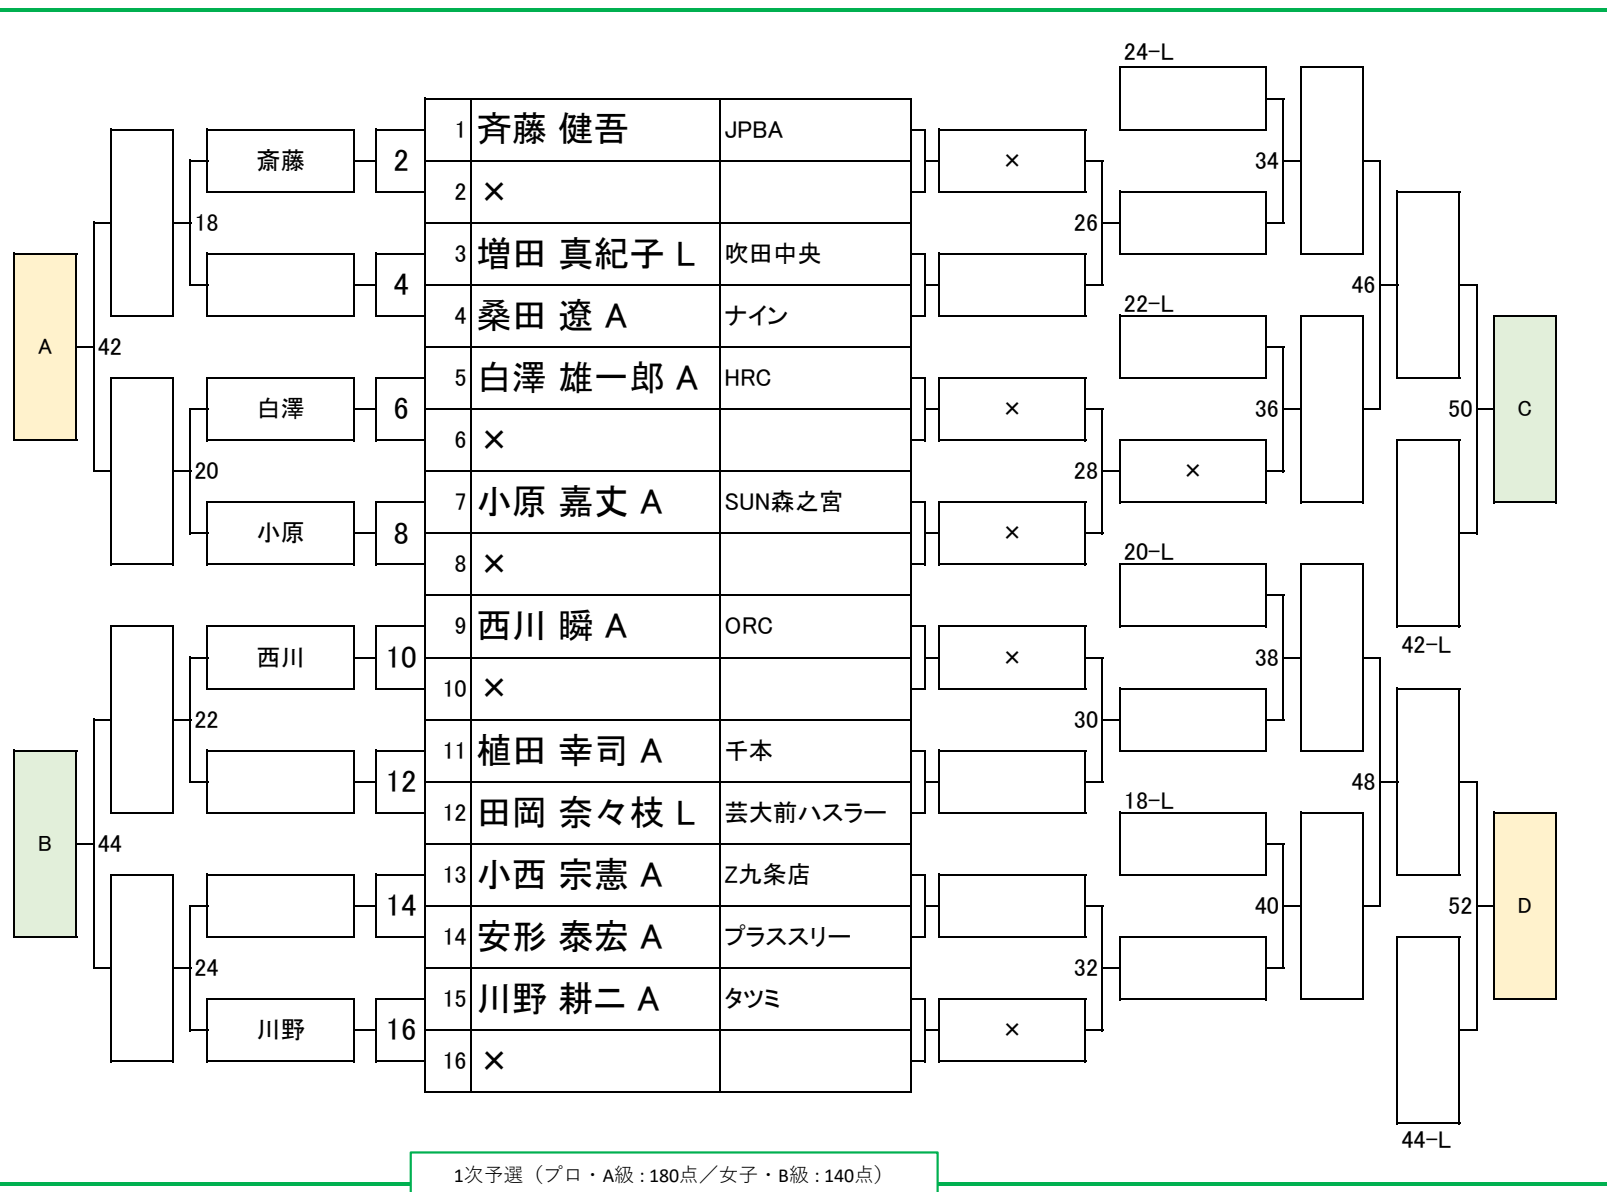 24-L
1 斉藤 健吾 JPBA
斎藤 2 × 34
2 ×
18 26
3 増田 真紀子 L 吹田中央
4 46
22-L
4 桑田 遼 A ナイン
A 42
5 白澤 雄一郎 A HRC
白澤 6 × 36 50 C
6 ×
20 28 ×
7 小原 嘉丈 A SUN森之宮
小原 8 ×
20-L
8 ×
9 西川 瞬 A ORC
42-L
西川 10 × 38
10 ×
22 30
11 植田 幸司 A 千本
12 48
18-L
12 田岡 奈々枝 L 芸大前ハスラー
B 44
13 小西 宗憲 A Z九条店
14 40 52 D
14 安形 泰宏 A プラススリー
24 32
15 川野 耕二 A タツミ
川野 16 ×
16 ×
44-L
1次予選（プロ・A級：180点／女子・B級：140点）